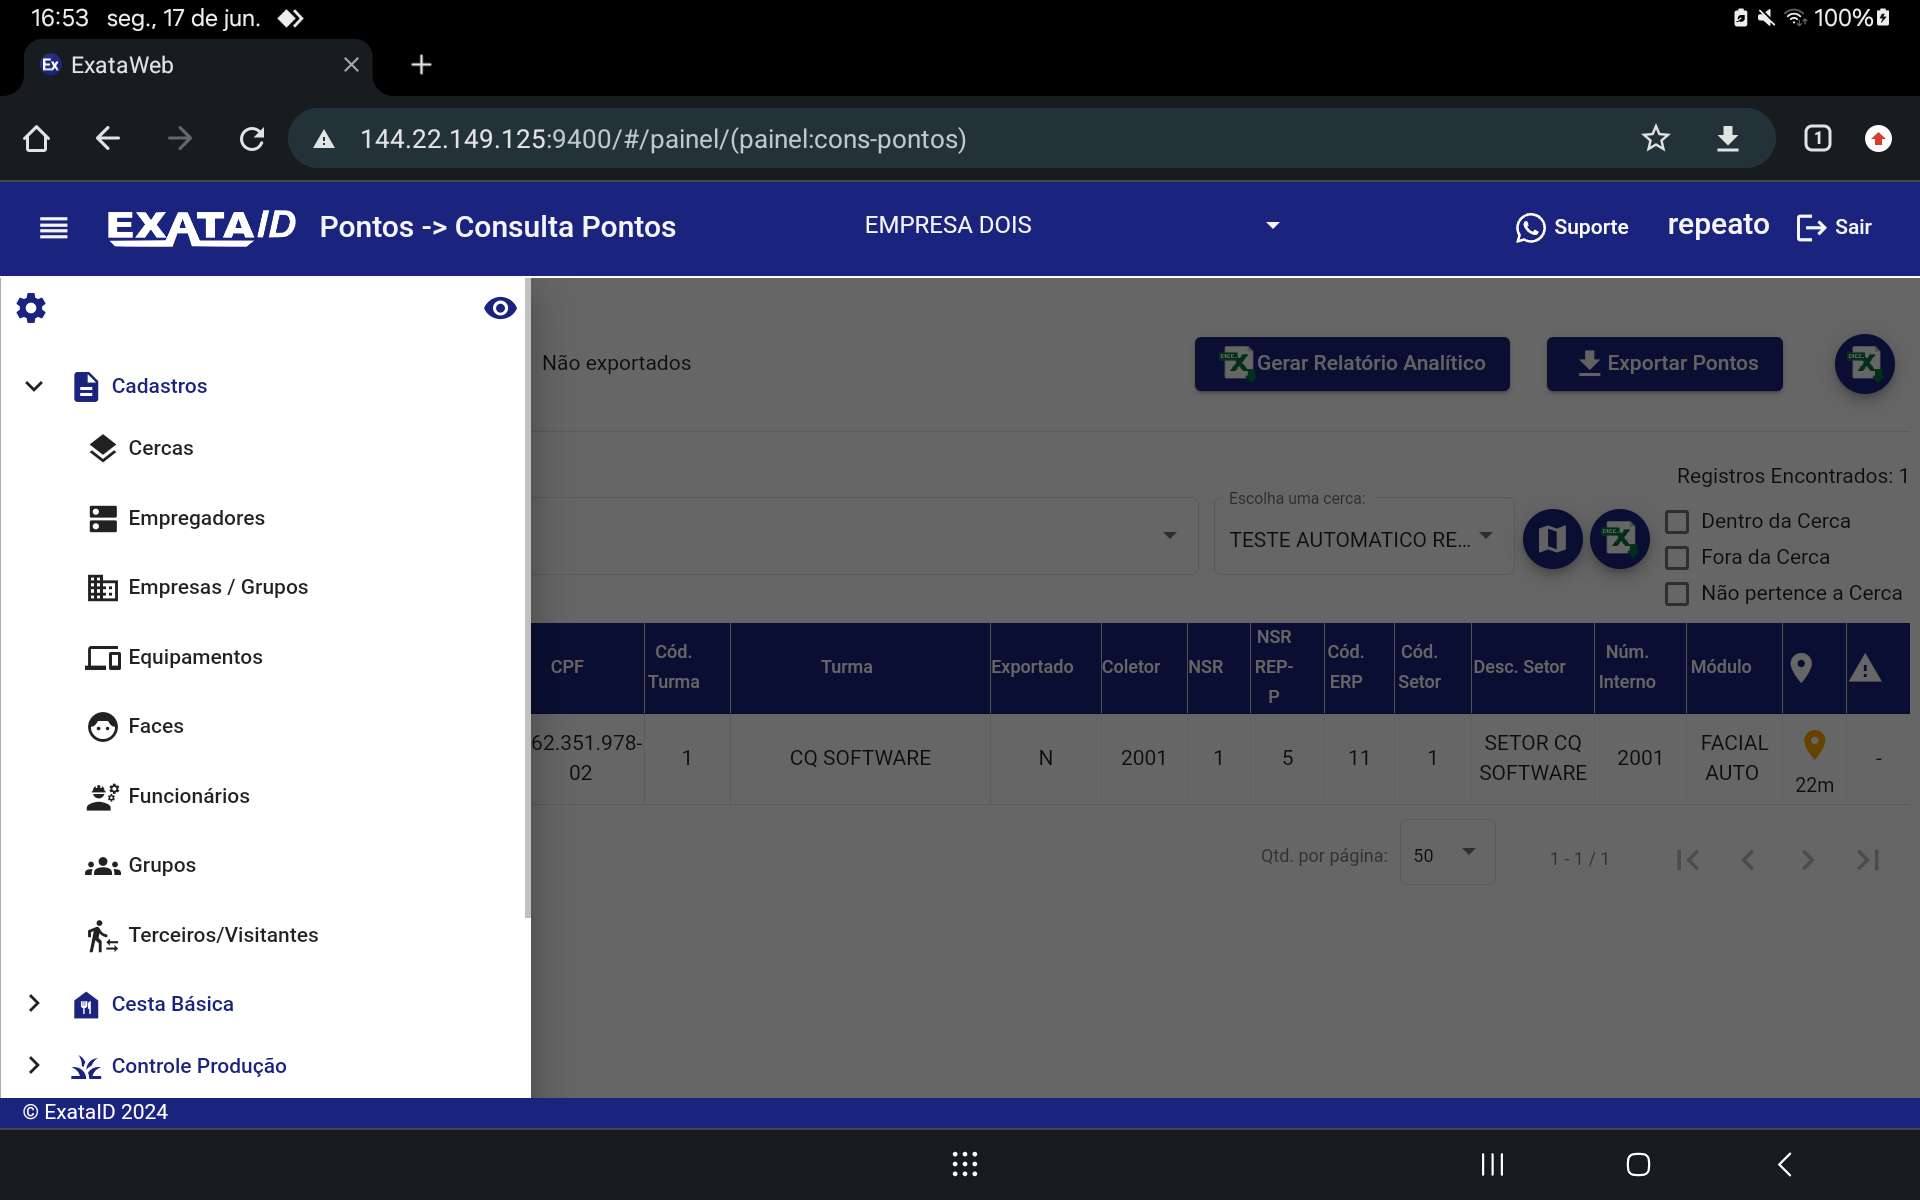 16:53 seg., 17 de jun. 100%
Ex ExataWeb
144.22.149.125:9400/#/painel/(painel:cons-pontos)
1
EXATAID Pontos -> Consulta Pontos EMPRESA DOIS Suporte repeato Sair
Não exportados Gerar Relatório Analítico Exportar Pontos
Cadastros
Cercas
Empregadores
Empresas / Grupos
Equipamentos
Faces
Funcionários
Grupos
Terceiros/Visitantes
Cesta Básica
Controle Produção
Registros Encontrados: 1
Escolha uma cerca:
TESTE AUTOMATICO RE...
Dentro da Cerca
Fora da Cerca
Não pertence a Cerca
CPF Cód. Turma Turma Exportado Coletor NSR NSR REP-P Cód. ERP Cód. Setor Desc. Setor Núm. Interno Módulo
62.351.978-02 1 CQ SOFTWARE N 2001 1 5 11 1 SETOR CQ SOFTWARE 2001 FACIAL AUTO 22m -
Qtd. por página: 50 1 - 1 / 1
© ExataID 2024